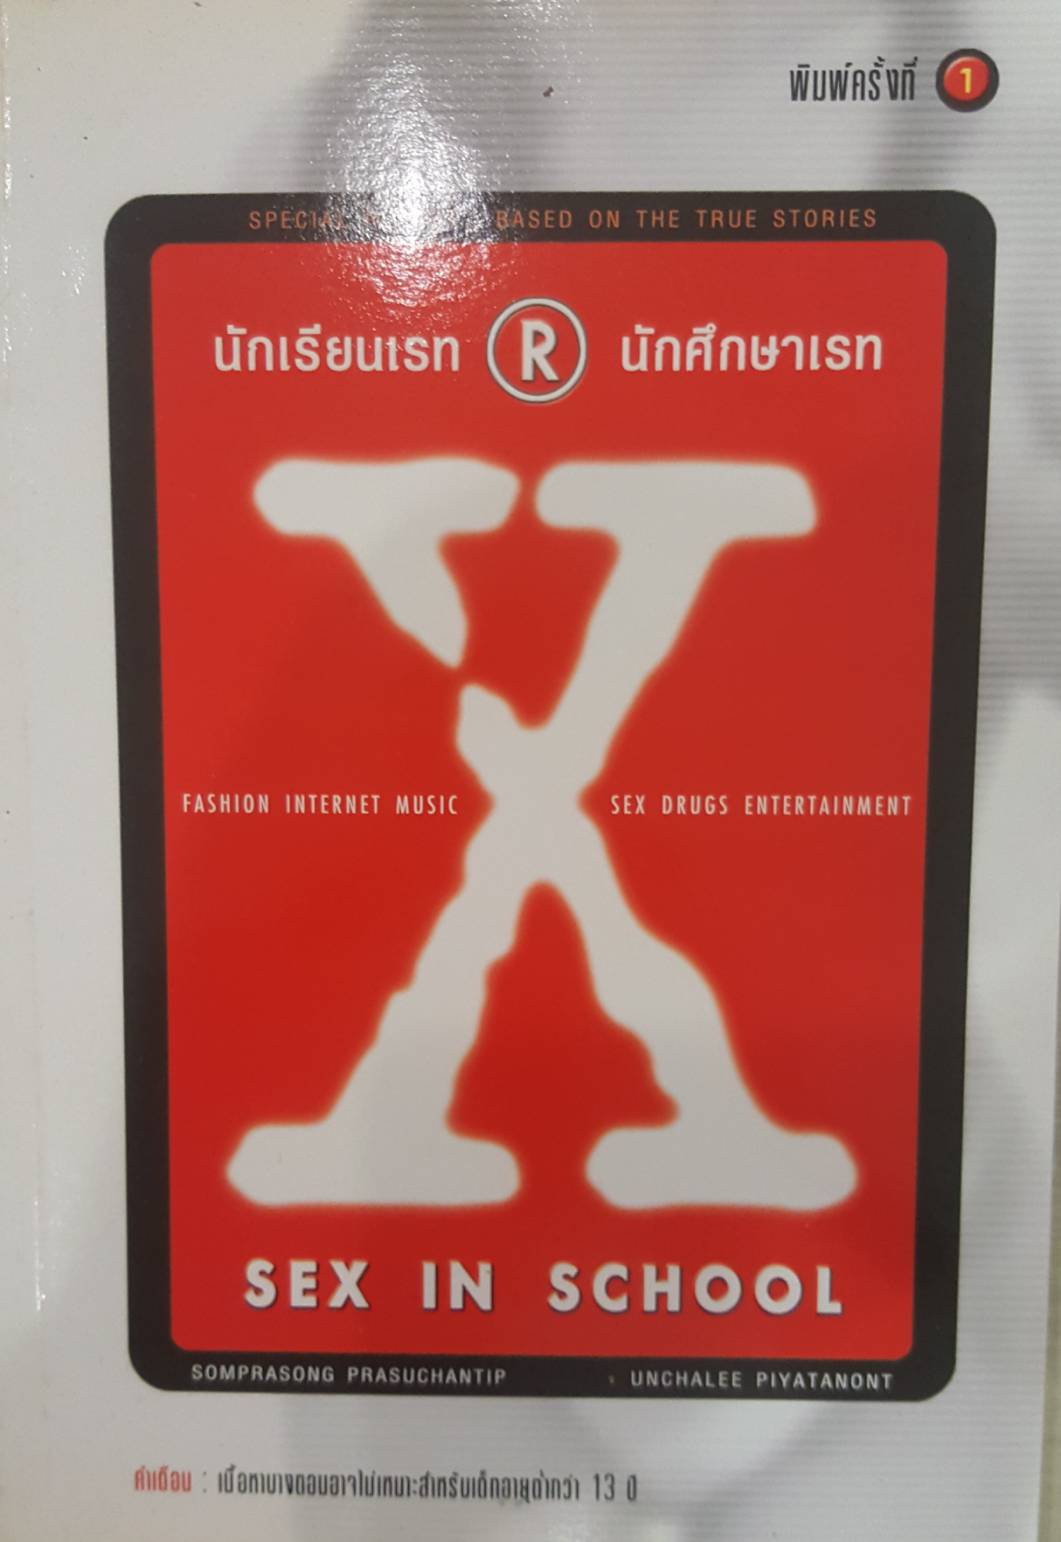 พิมพ์ครั้งที่ 1
BASED ON THE TRUE STORIES
นักเรียนเรท R นักศึกษาเรท
X
FASHION INTERNET MUSIC SEX DRUGS ENTERTAINMENT
SEX IN SCHOOL
SOMPRASONG PRASUCHANTIP UNCHALEE PIYATANONT
คำเตือน : เนื้อหาบางตอนอาจไม่เหมาะสำหรับเด็กอายุต่ำกว่า 13 ปี